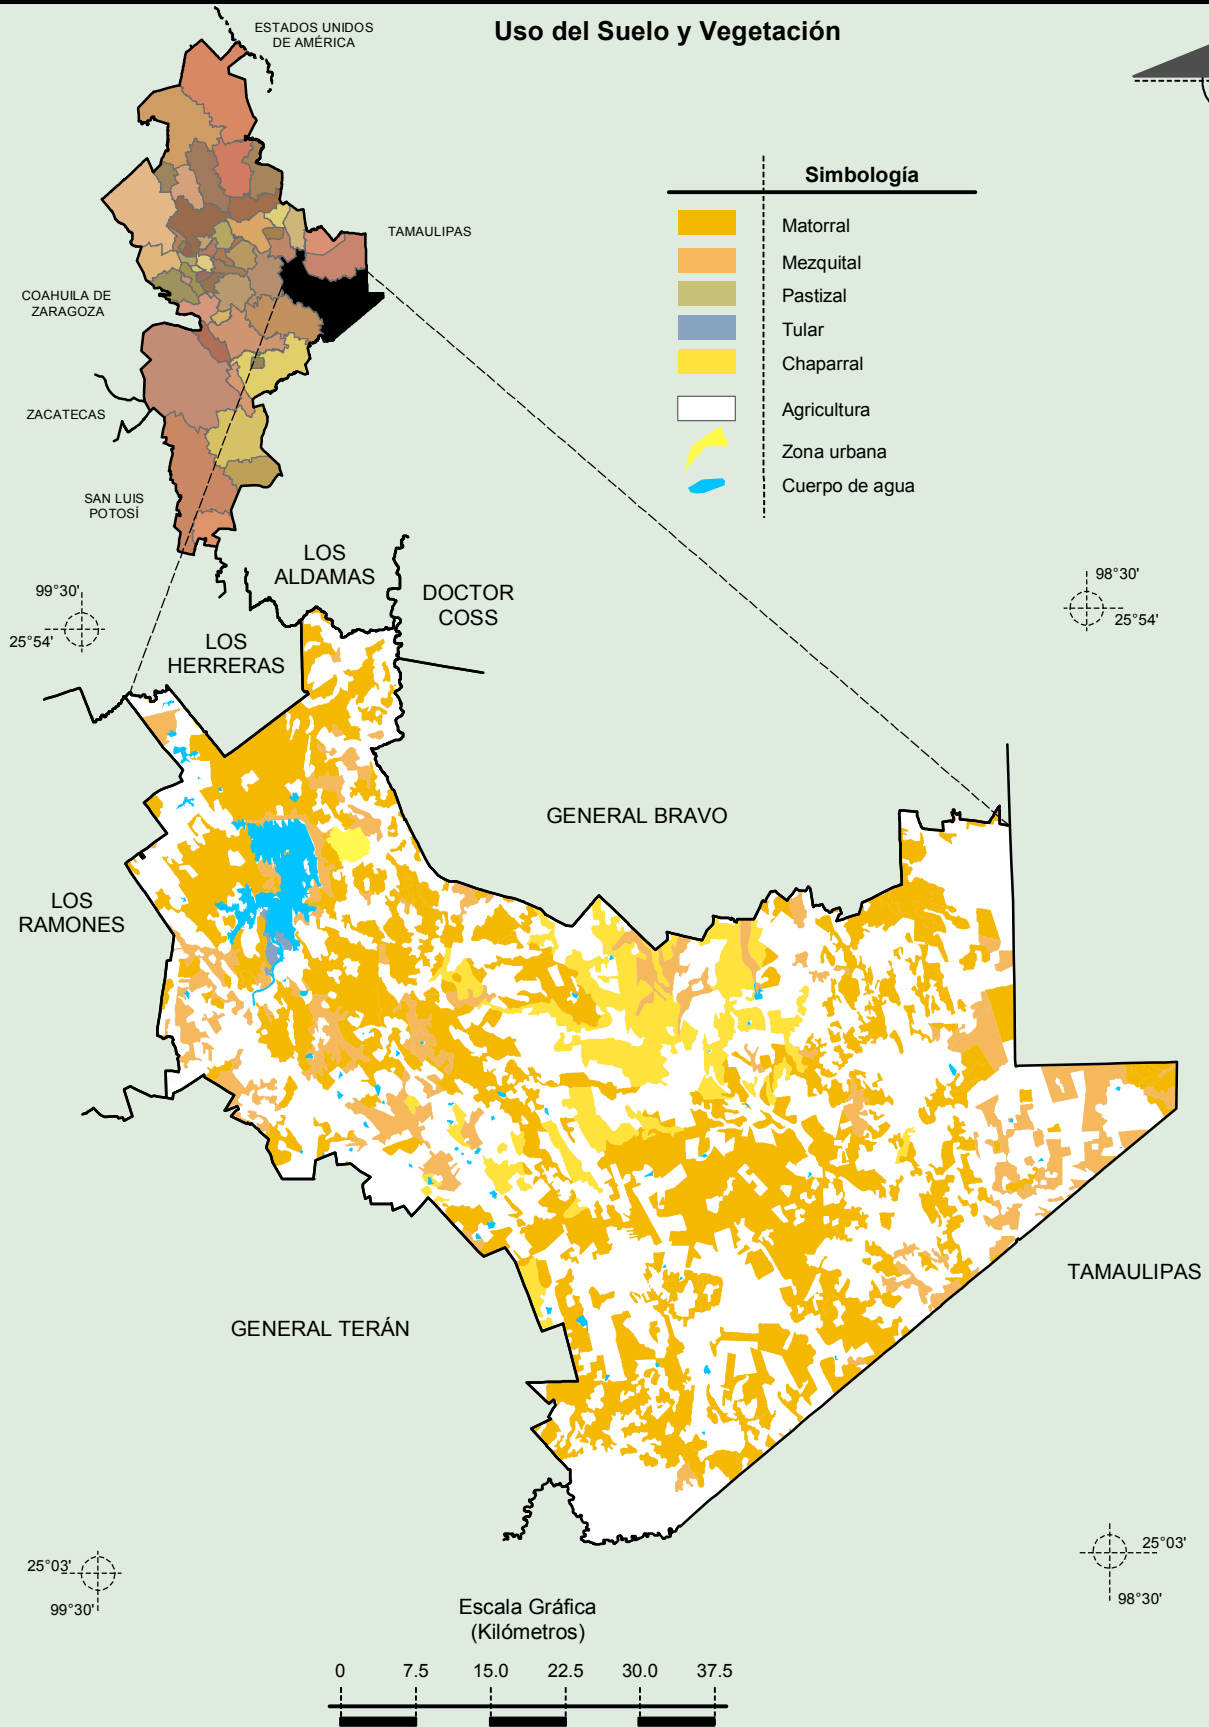 Uso del Suelo y Vegetación
ESTADOS UNIDOS
DE AMÉRICA
TAMAULIPAS
COAHUILA DE
ZARAGOZA
ZACATECAS
SAN LUIS
POTOSÍ
Simbología
Matorral
Mezquital
Pastizal
Tular
Chaparral
Agricultura
Zona urbana
Cuerpo de agua
99°30'
25°54'
98°30'
25°54'
LOS
ALDAMAS
DOCTOR
COSS
LOS
HERRERAS
GENERAL BRAVO
LOS
RAMONES
TAMAULIPAS
GENERAL TERÁN
25°03'
99°30'
25°03'
98°30'
Escala Gráfica
(Kilómetros)
0 7.5 15.0 22.5 30.0 37.5